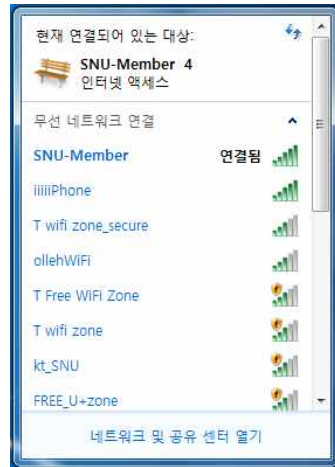 현재 연결되어 있는 대상:
SNU-Member 4
인터넷 액세스
무선 네트워크 연결
SNU-Member 연결됨
iiiiiPhone
T wifi zone_secure
ollehWiFi
T Free WiFi Zone
T wifi zone
kt_SNU
FREE_U+zone
네트워크 및 공유 센터 열기